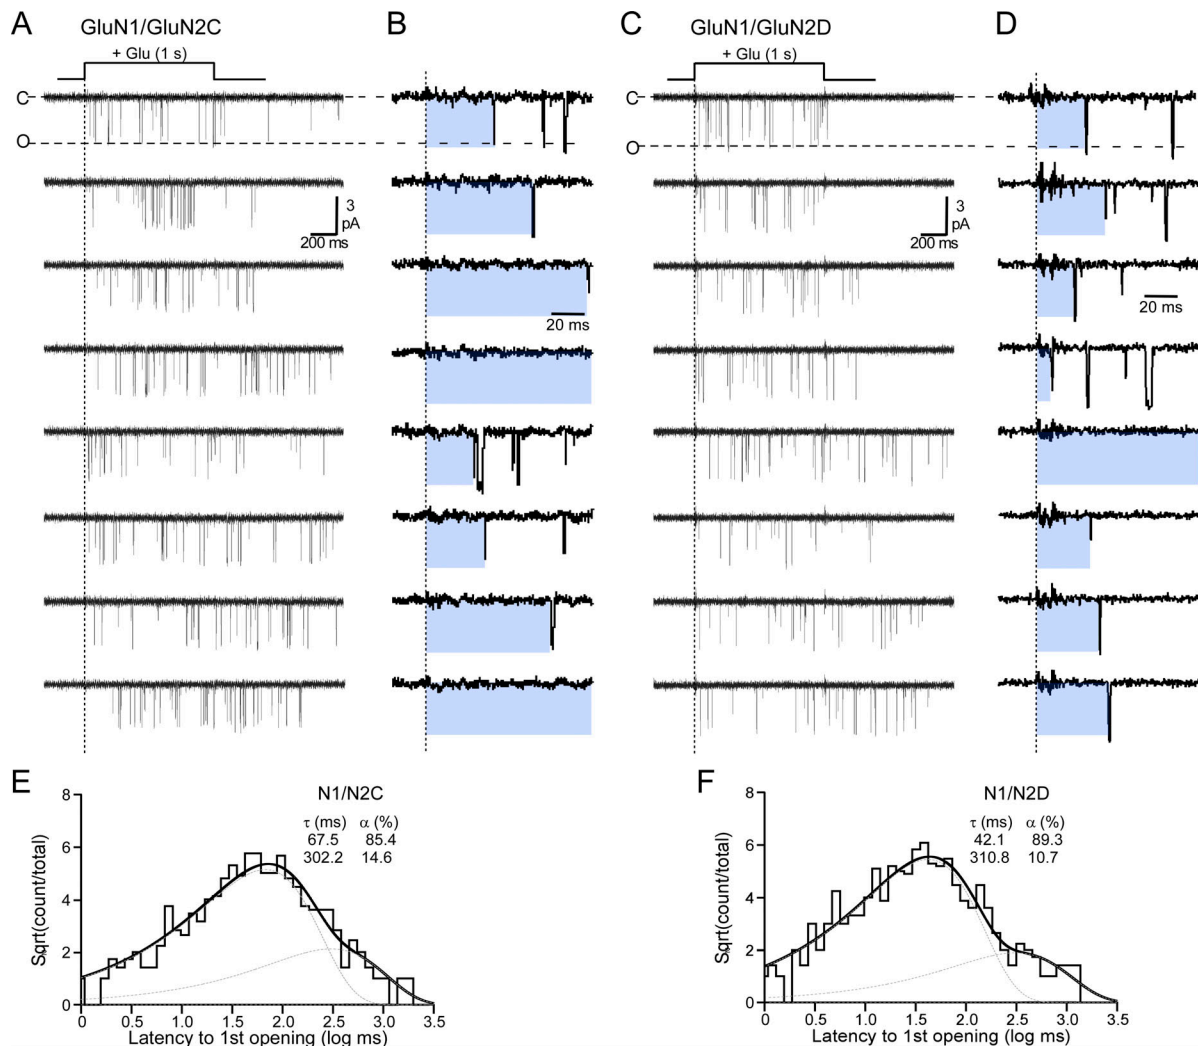 A GluN1/GluN2C B C GluN1/GluN2D D
+ Glu (1 s) + Glu (1 s)
C C
O O
3 3
pA pA
200 ms 200 ms
20 ms 20 ms
E F
N1/N2C
τ (ms) α (%)
67.5 85.4
302.2 14.6
Sqrt(count/total)
8
6
4
2
0
0 0.5 1.0 1.5 2.0 2.5 3.0 3.5
Latency to 1st opening (log ms)
N1/N2D
τ (ms) α (%)
42.1 89.3
310.8 10.7
Sqrt(count/total)
8
6
4
2
0
0 0.5 1.0 1.5 2.0 2.5 3.0 3.5
Latency to 1st opening (log ms)